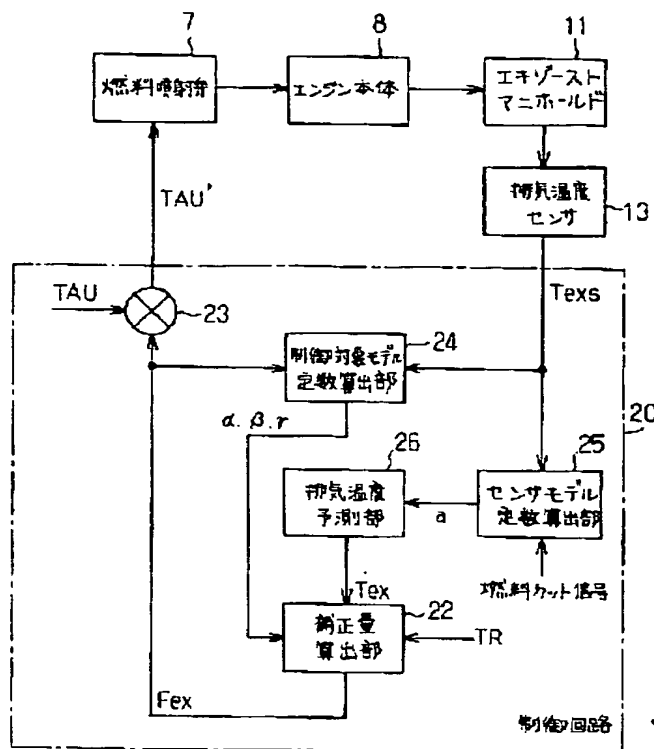 7
8
11
燃料噴射弁
エンジン本体
エキゾースト
マニホールド
排気温度
センサ
13
TAU'
Texs
TAU
23
24
制御対象モデル
定数算出部
20
α.β.γ
26
25
排気温度
予測部
a
センサモデル
定数算出部
Tex
燃料カット信号
22
補正量
算出部
TR
Fex
制御回路